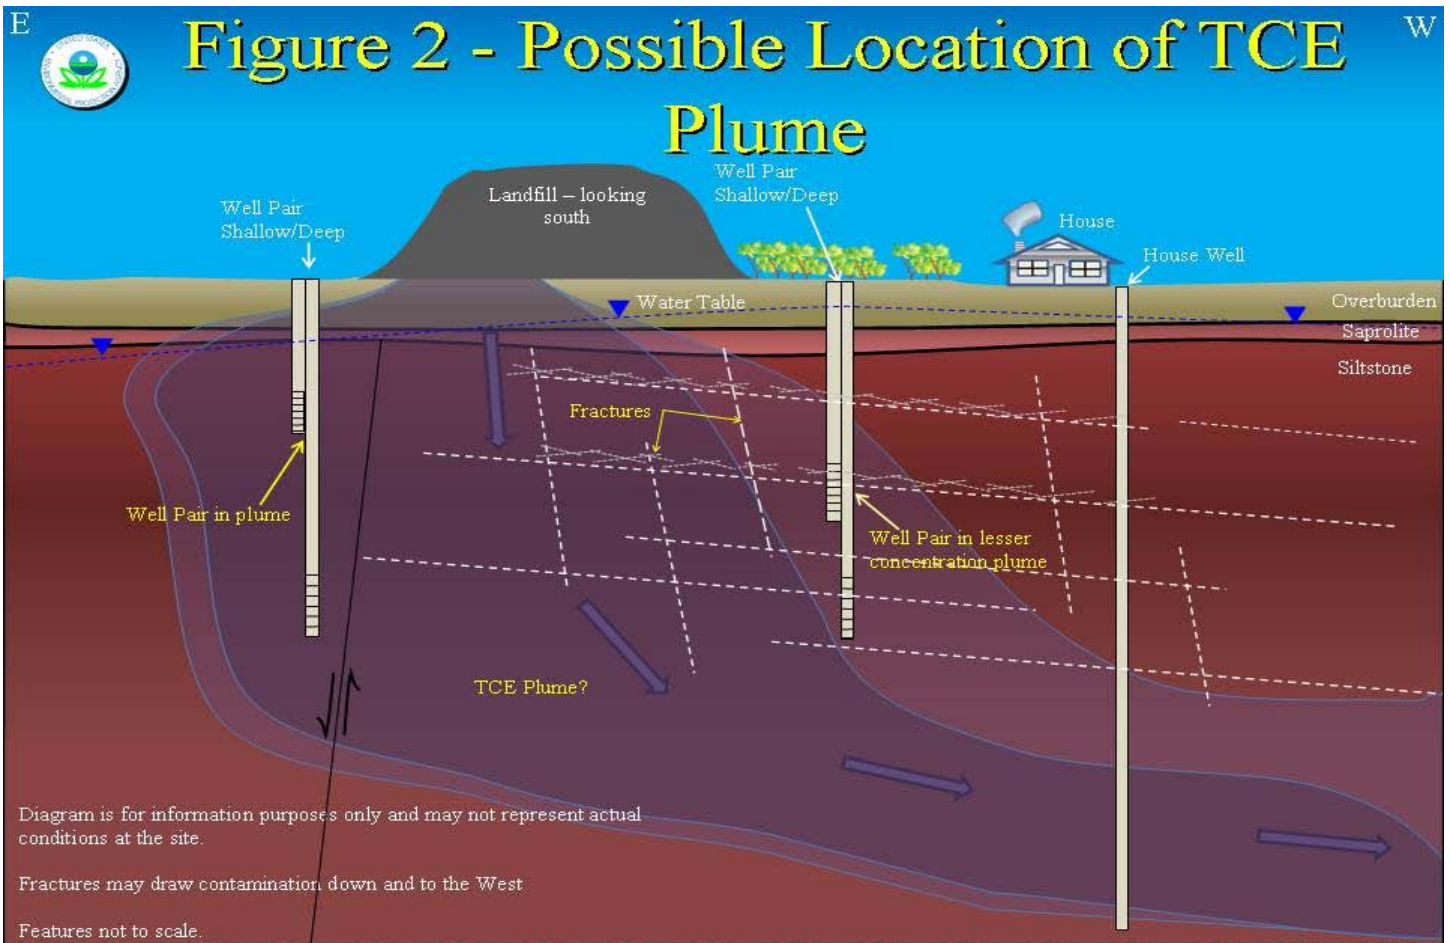 E
W
Figure 2 - Possible Location of TCE
Plume
Well Pair
Shallow/Deep
Landfill – looking
south
Well Pair
Shallow/Deep
House
House Well
Water Table
Overburden
Saprolite
Siltstone
Fractures
Well Pair in plume
Well Pair in lesser
concentration plume
TCE Plume?
Diagram is for information purposes only and may not represent actual
conditions at the site.
Fractures may draw contamination down and to the West
Features not to scale.